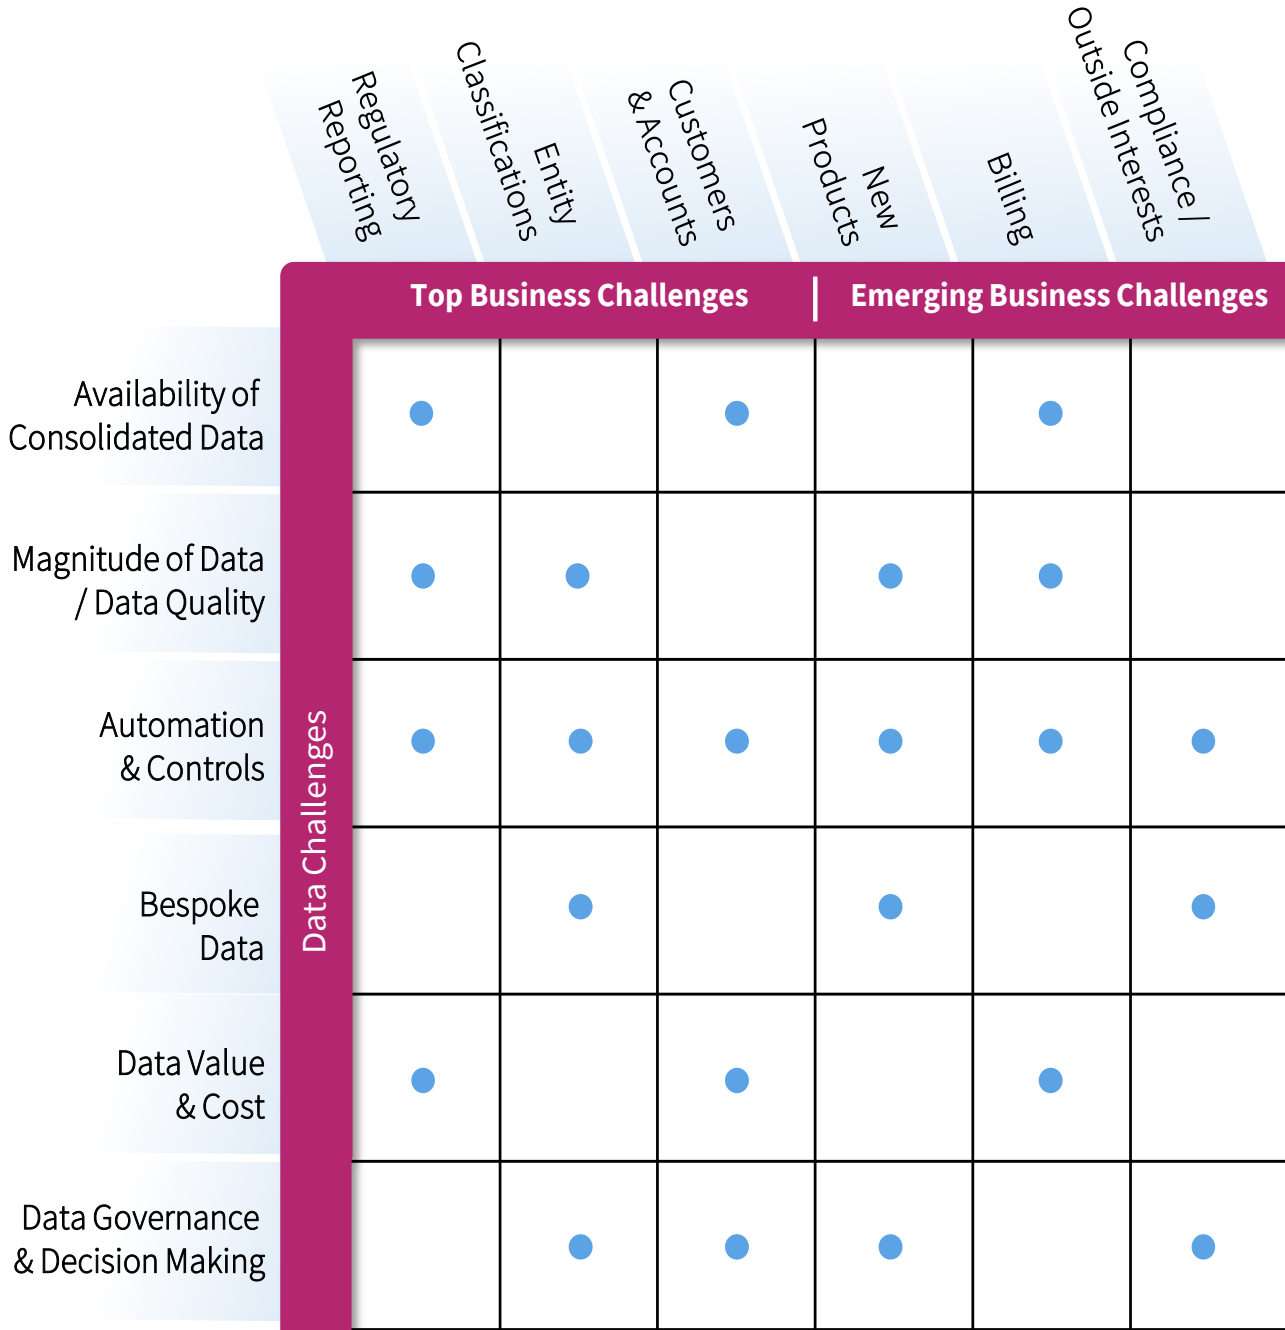 Regulatory
Reporting
Entity
Classifications
Customers
& Accounts
New
Products
Billing
Compliance /
Outside Interests
Top Business Challenges
Emerging Business Challenges
Data Challenges
Availability of
Consolidated Data
Magnitude of Data
/ Data Quality
Automation
& Controls
Bespoke
Data
Data Value
& Cost
Data Governance
& Decision Making